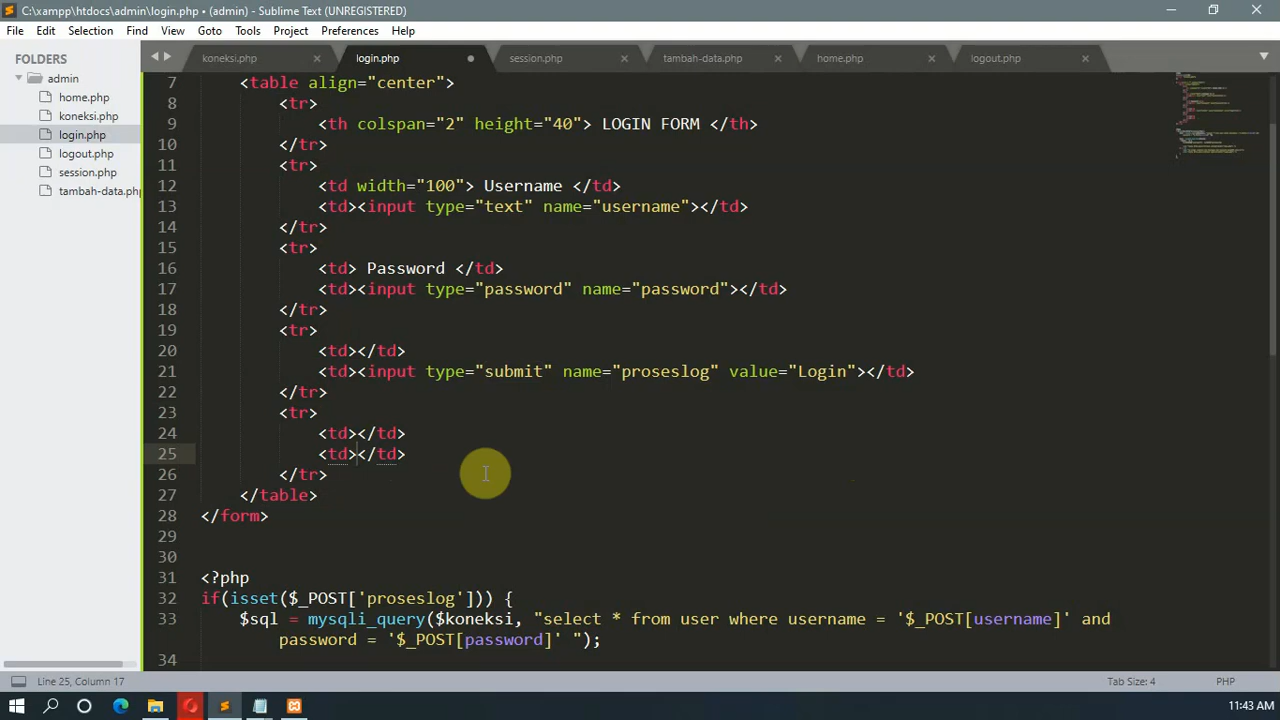 C:\xampp\htdocs\admin\login.php • (admin) - Sublime Text (UNREGISTERED)
File Edit Selection Find View Goto Tools Project Preferences Help
FOLDERS
admin
home.php
koneksi.php
login.php
logout.php
session.php
tambah-data.php
koneksi.php login.php session.php tambah-data.php home.php logout.php
7 <table align="center">
8 <tr>
9 <th colspan="2" height="40"> LOGIN FORM </th>
10 </tr>
11 <tr>
12 <td width="100"> Username </td>
13 <td><input type="text" name="username"></td>
14 </tr>
15 <tr>
16 <td> Password </td>
17 <td><input type="password" name="password"></td>
18 </tr>
19 <tr>
20 <td></td>
21 <td><input type="submit" name="proseslog" value="Login"></td>
22 </tr>
23 <tr>
24 <td></td>
25 <td></td>
26 </tr>
27 </table>
28 </form>
29
30
31 <?php
32 if(isset($_POST['proseslog'])) {
33 $sql = mysqli_query($koneksi, "select * from user where username = '$_POST[username]' and
password = '$_POST[password]' ");
34
Line 25, Column 17
Tab Size: 4
PHP
11:43 AM